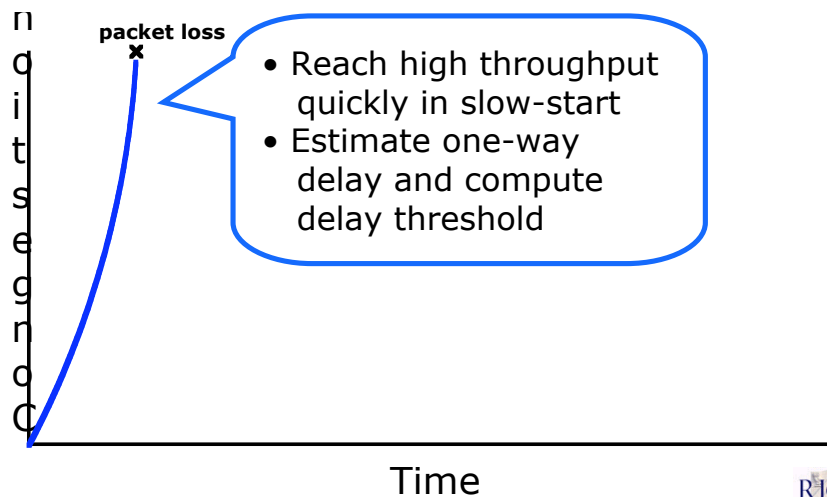 packet loss
• Reach high throughput
quickly in slow-start
• Estimate one-way
delay and compute
delay threshold
Congestion
Time